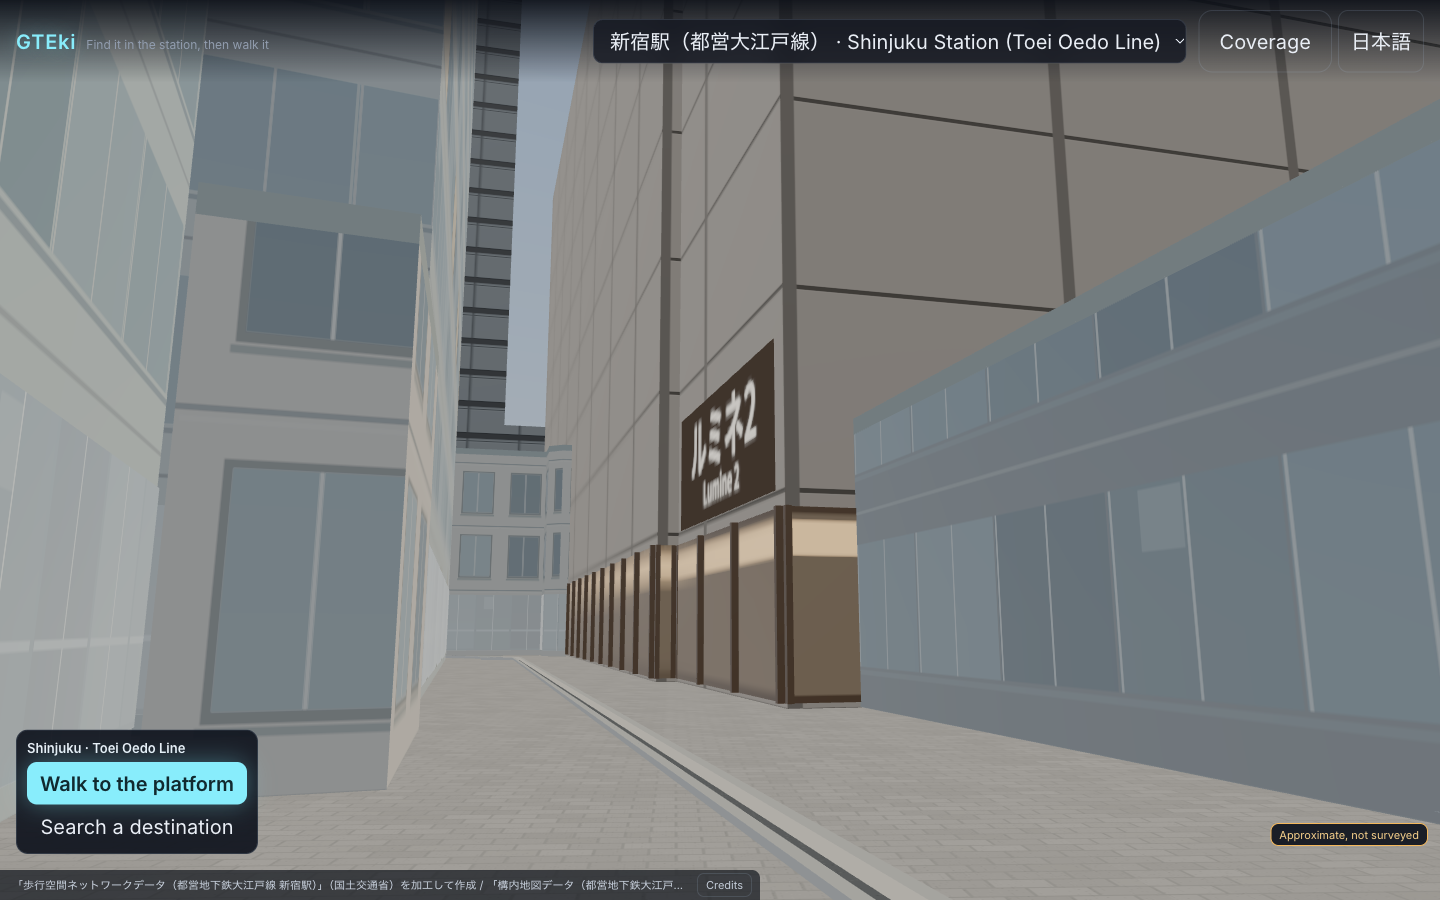 GTEki Find it in the station, then walk it
新宿駅（都営大江戸線） · Shinjuku Station (Toei Oedo Line)
Coverage
日本語
ルミネ2
Lumine 2
Shinjuku · Toei Oedo Line
Walk to the platform
Search a destination
Approximate, not surveyed
「歩行空間ネットワークデータ（都営地下鉄大江戸線 新宿駅）」（国土交通省）を加工して作成 / 「構内地図データ（都営地下鉄大江戸...
Credits